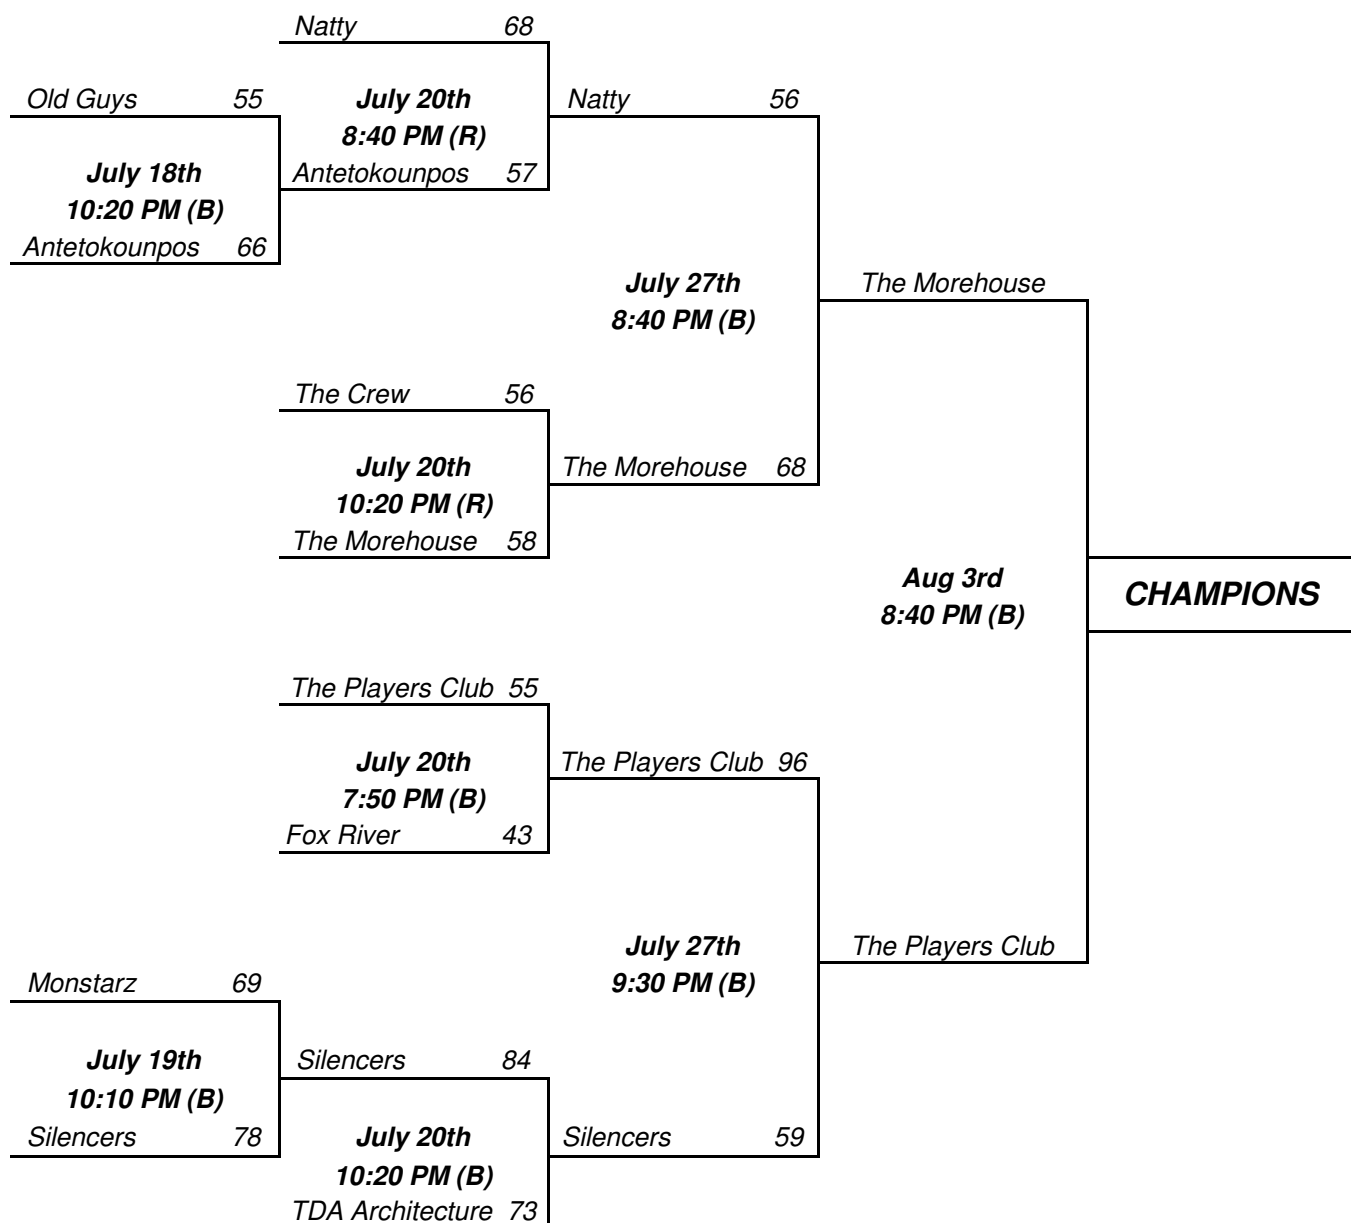 Natty 68
Old Guys 55
July 20th
Natty 56
8:40 PM (R)
July 18th
Antetokounpos 57
10:20 PM (B)
Antetokounpos 66
July 27th
The Morehouse
8:40 PM (B)
The Crew 56
July 20th
The Morehouse 68
10:20 PM (R)
The Morehouse 58
Aug 3rd
CHAMPIONS
8:40 PM (B)
The Players Club 55
July 20th
The Players Club 96
7:50 PM (B)
Fox River 43
July 27th
The Players Club
9:30 PM (B)
Monstarz 69
July 19th
Silencers 84
10:10 PM (B)
Silencers 78
July 20th
Silencers 59
10:20 PM (B)
TDA Architecture 73